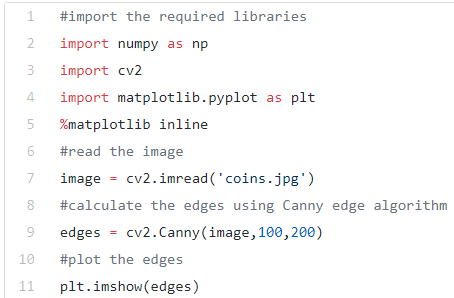 1 #import the required libraries
2 import numpy as np
3 import cv2
4 import matplotlib.pyplot as plt
5 %matplotlib inline
6 #read the image
7 image = cv2.imread('coins.jpg')
8 #calculate the edges using Canny edge algorithm
9 edges = cv2.Canny(image,100,200)
10 #plot the edges
11 plt.imshow(edges)